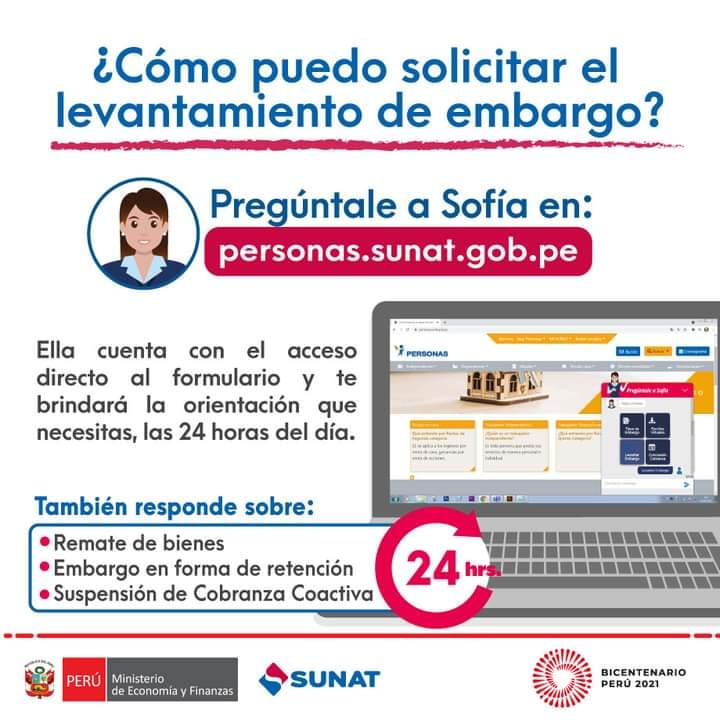 ¿Cómo puedo solicitar el
levantamiento de embargo?
Pregúntale a Sofía en:
personas.sunat.gob.pe
Ella cuenta con el acceso
directo al formulario y te
brindará la orientación que
necesitas, las 24 horas del día.
PERSONAS
Pregúntale a Sofía
También responde sobre:
• Remate de bienes
• Embargo en forma de retención
• Suspensión de Cobranza Coactiva
24 hrs.
PERÚ
Ministerio
de Economía y Finanzas
SUNAT
BICENTENARIO
PERÚ 2021